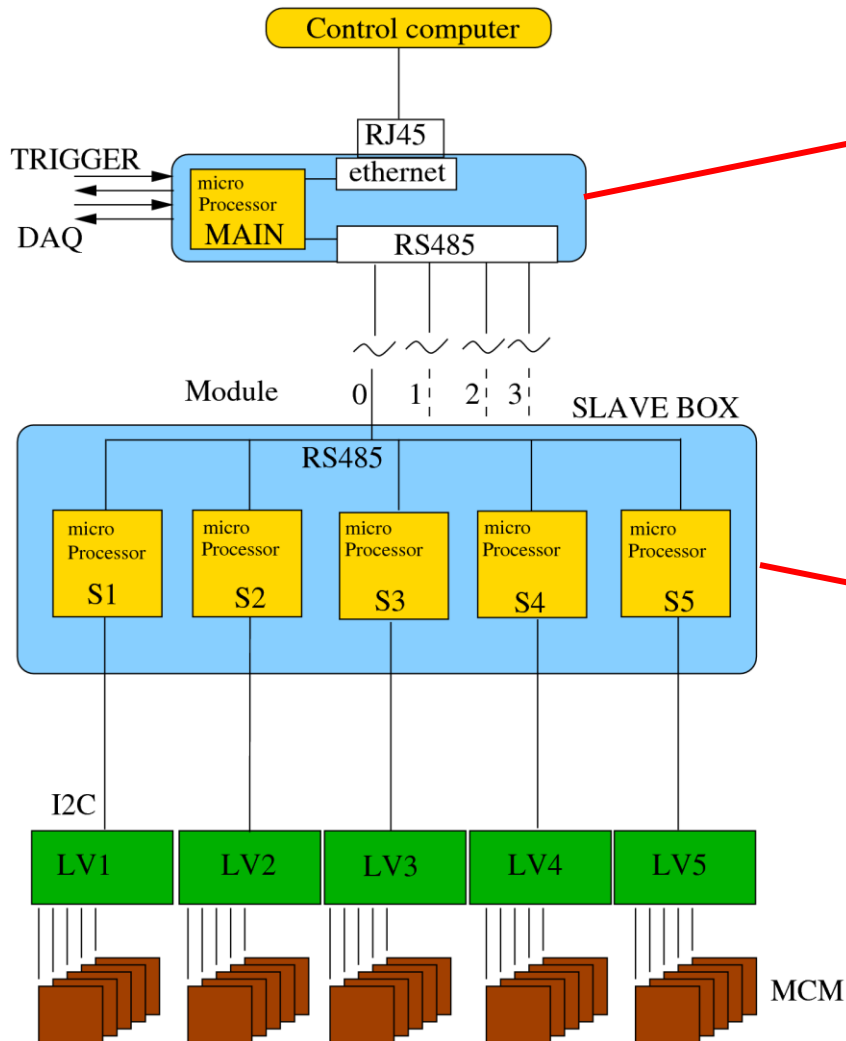 Control computer
RJ45
TRIGGER
ethernet
micro
Processor
MAIN
DAQ
RS485
Module 0 1 2 3
SLAVE BOX
RS485
micro
Processor
S1
micro
Processor
S2
micro
Processor
S3
micro
Processor
S4
micro
Processor
S5
I2C
LV1 LV2 LV3 LV4 LV5
MCM